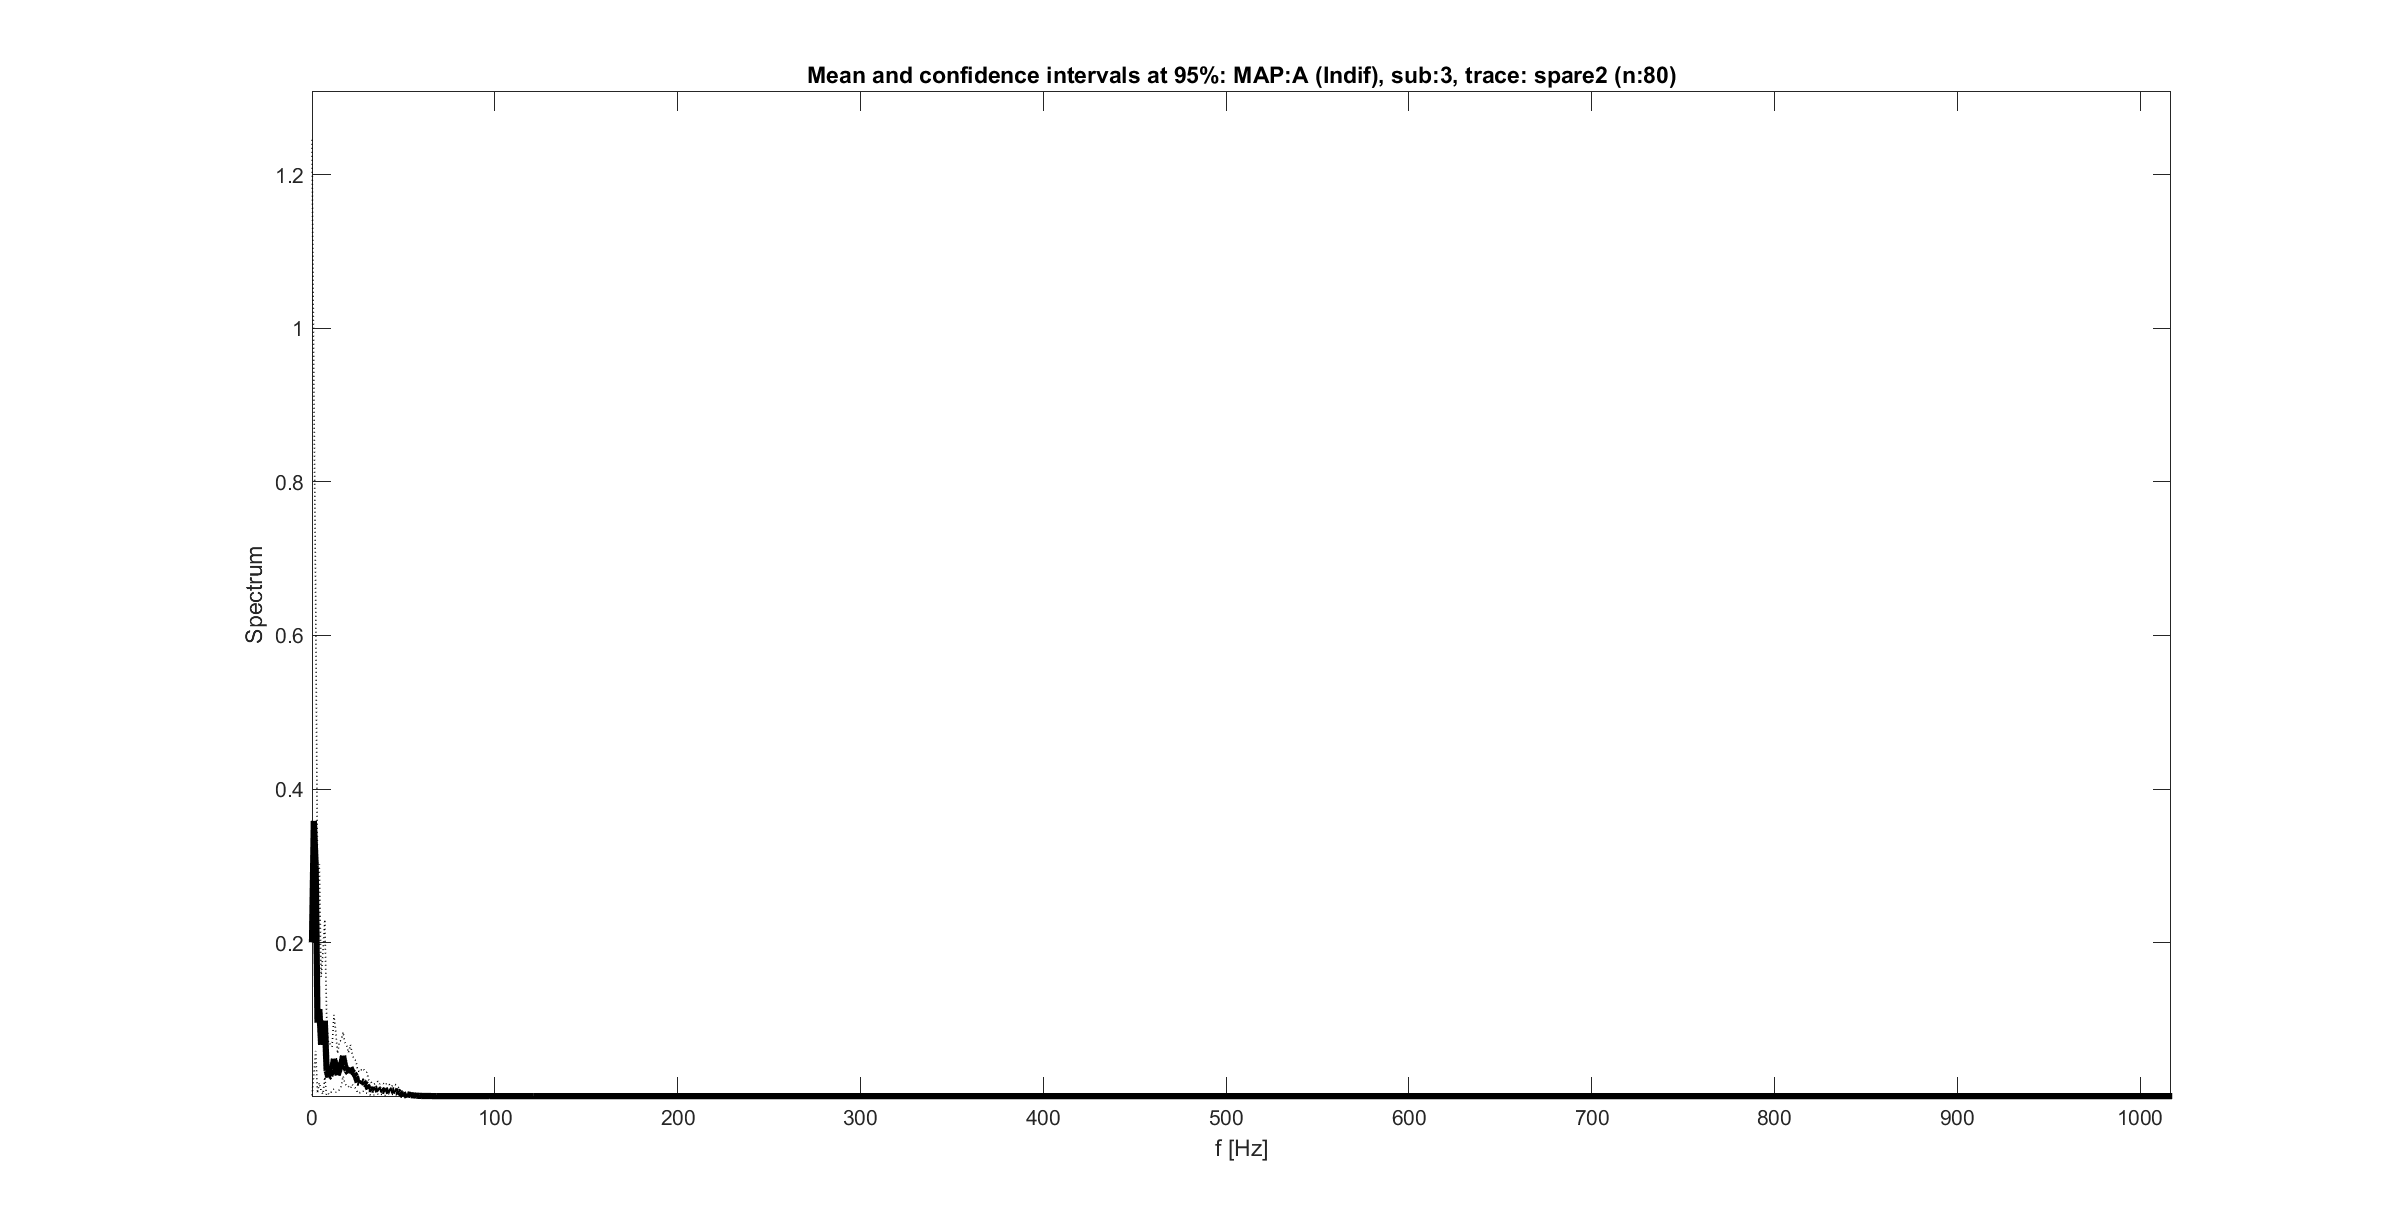 Mean and confidence intervals at 95%: MAP:A (Indif), sub:3, trace: spare2 (n:80)
1.2
1
0.8
0.6
0.4
0.2
Spectrum
0 100 200 300 400 500 600 700 800 900 1000
f [Hz]